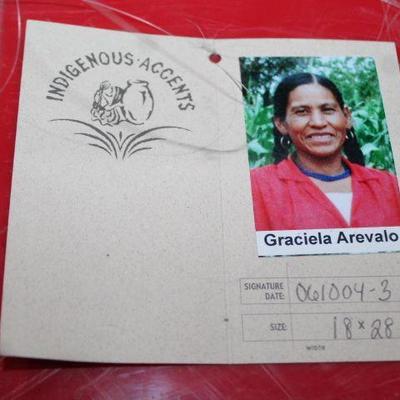 INDIGENOUS · ACCENTS
Graciela Arevalo
SIGNATURE DATE: 061004-3
SIZE: 18 x 28
WIDTH